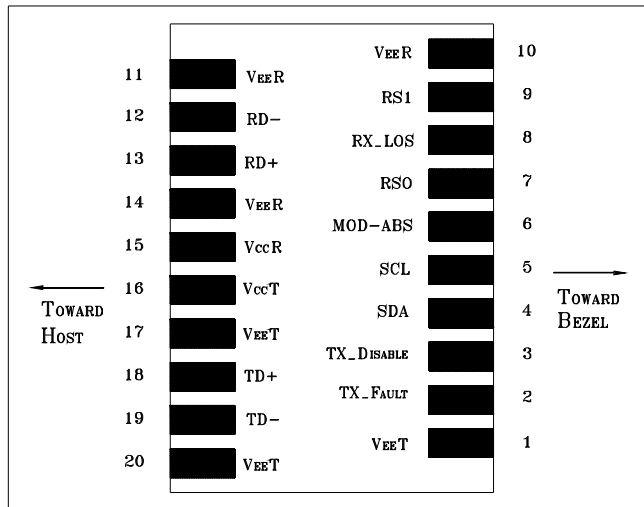 VEER 10
11 VEER
RS1 9
12 RD-
RX_LOS 8
13 RD+
RSO 7
14 VEER
MOD-ABS 6
15 VccR
SCL 5
16 VccT
TOWARD HOST
TOWARD BEZEL
SDA 4
17 VEET
TX_DISABLE 3
18 TD+
TX_FAULT 2
19 TD-
VEET 1
20 VEET